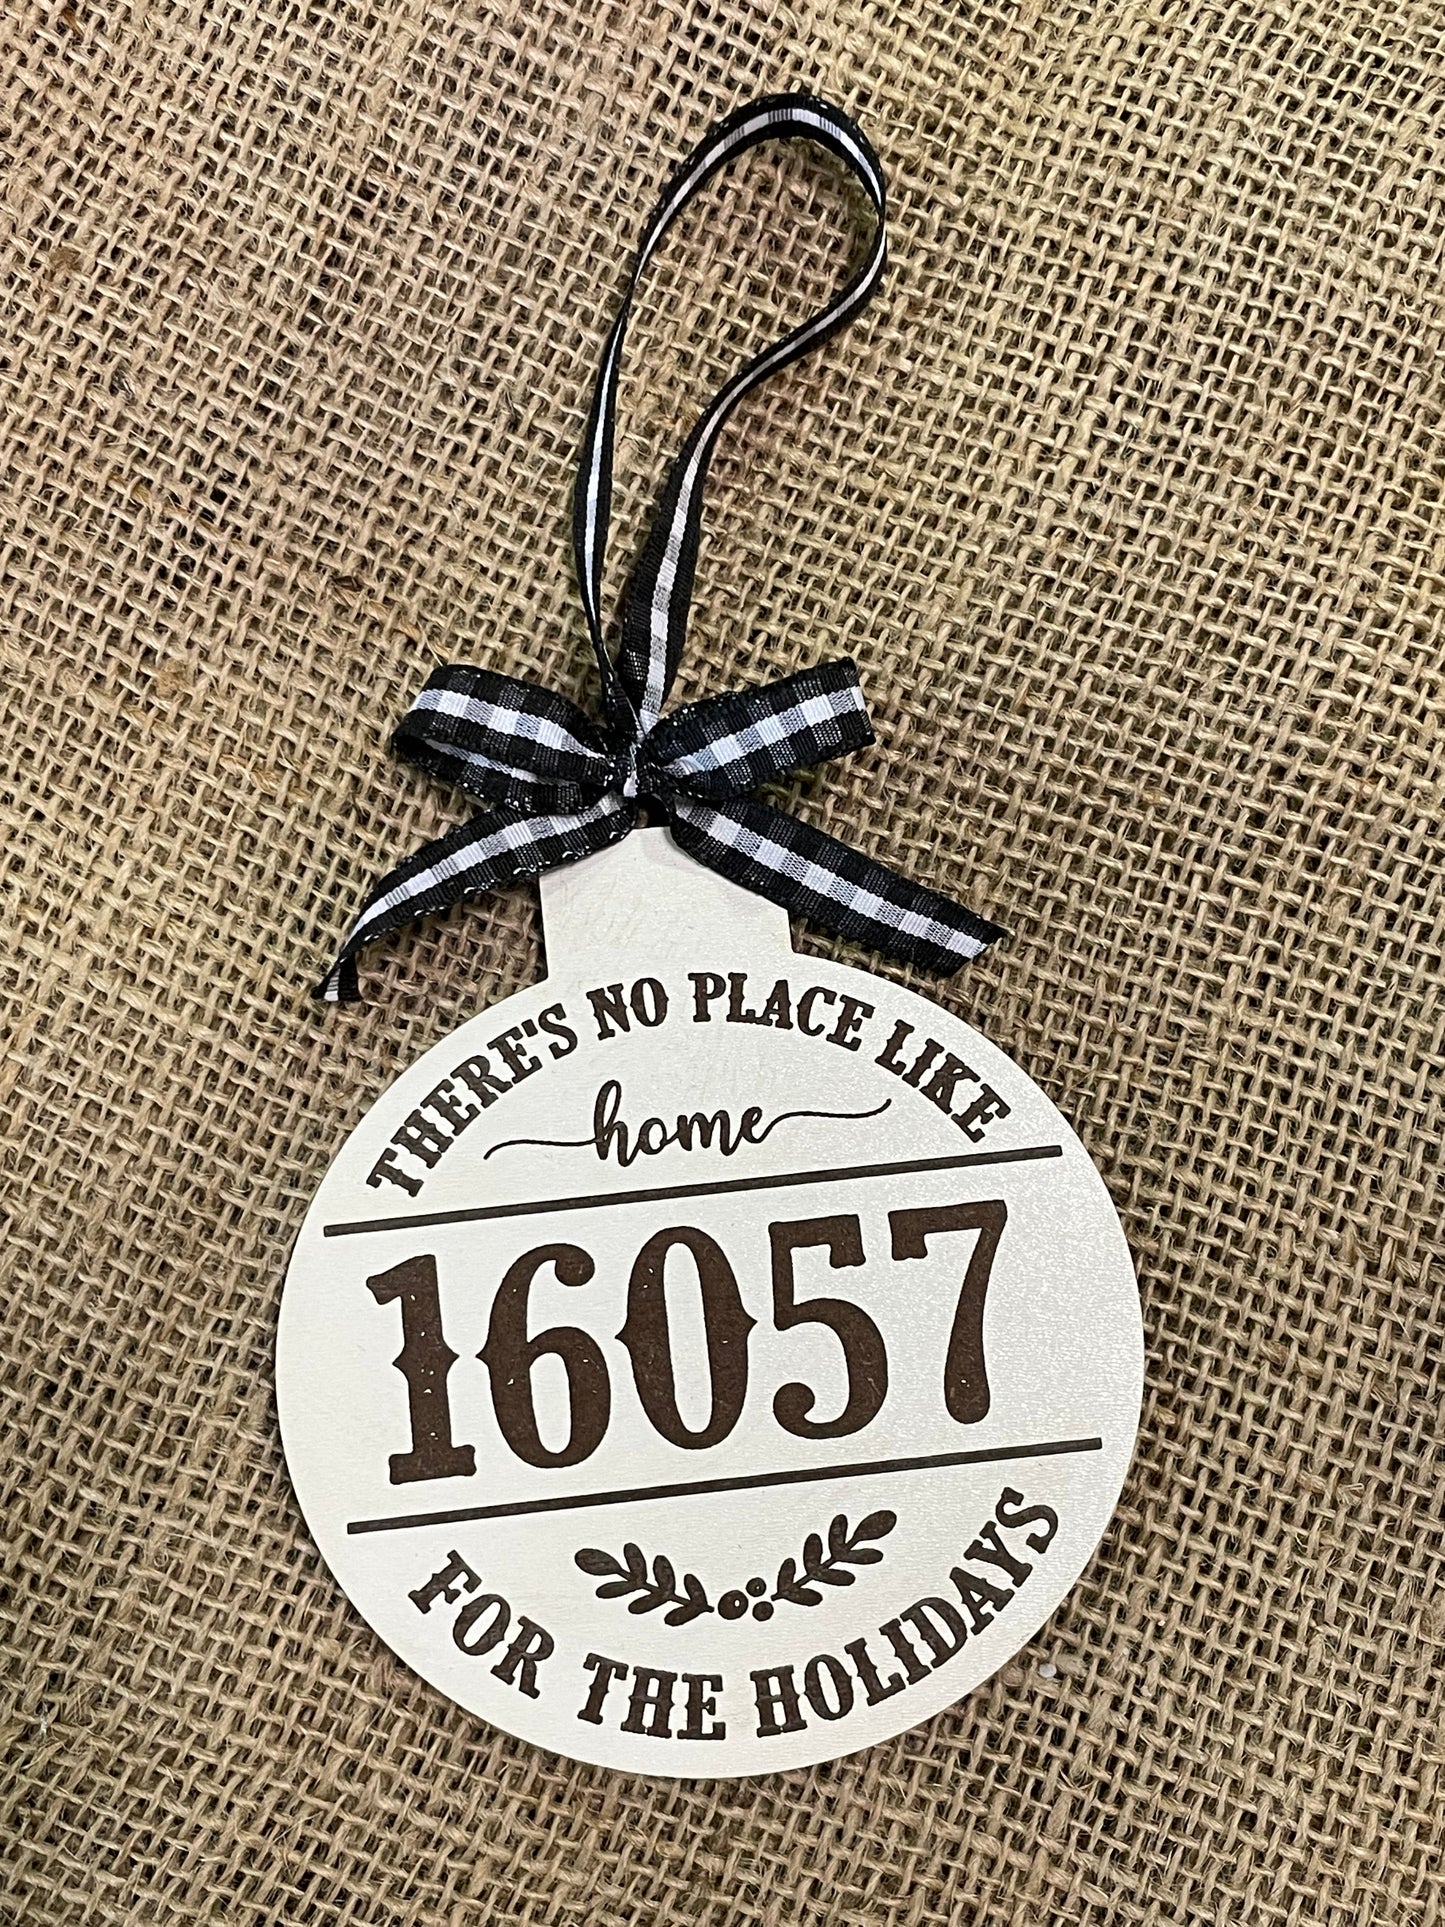 THERE'S NO PLACE LIKE
home
16057
FOR THE HOLIDAYS